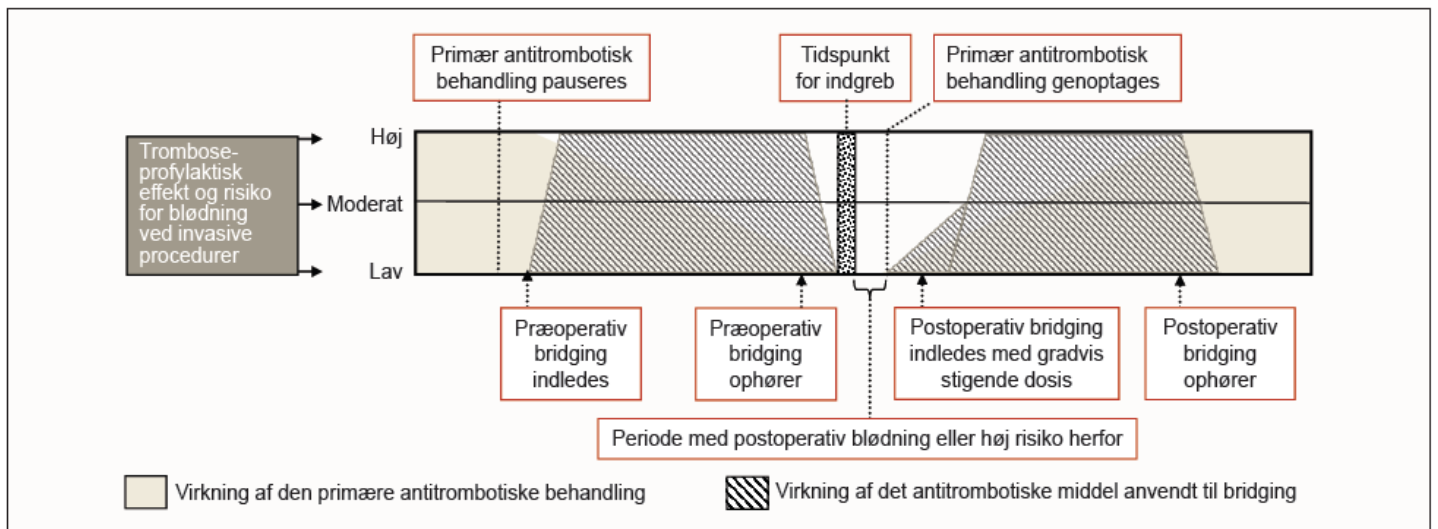 Primær antitrombotisk
behandling pauseres
Tidspunkt
for indgreb
Primær antitrombotisk
behandling genoptages
Trombose-
profylaktisk
effekt og risiko
for blødning
ved invasive
procedurer
Høj
Moderat
Lav
Præoperativ
bridging
indledes
Præoperativ
bridging
ophører
Postoperativ bridging
indledes med gradvis
stigende dosis
Postoperativ
bridging
ophører
Periode med postoperativ blødning eller høj risiko herfor
Virkning af den primære antitrombotiske behandling
Virkning af det antitrombotiske middel anvendt til bridging